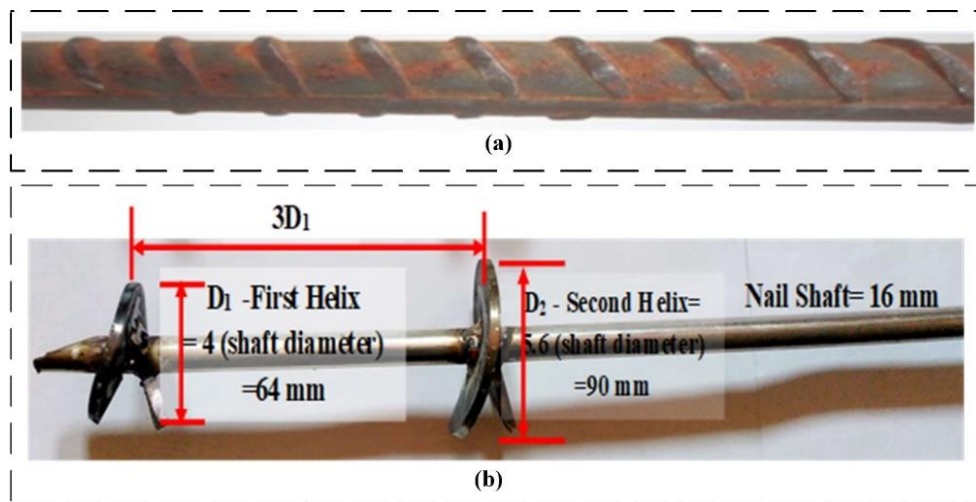 (a)
3D₁
D₁ -First Helix
= 4 (shaft diameter)
=64 mm
D₂ - Second Helix=
5.6 (shaft diameter)
=90 mm
Nail Shaft= 16 mm
(b)